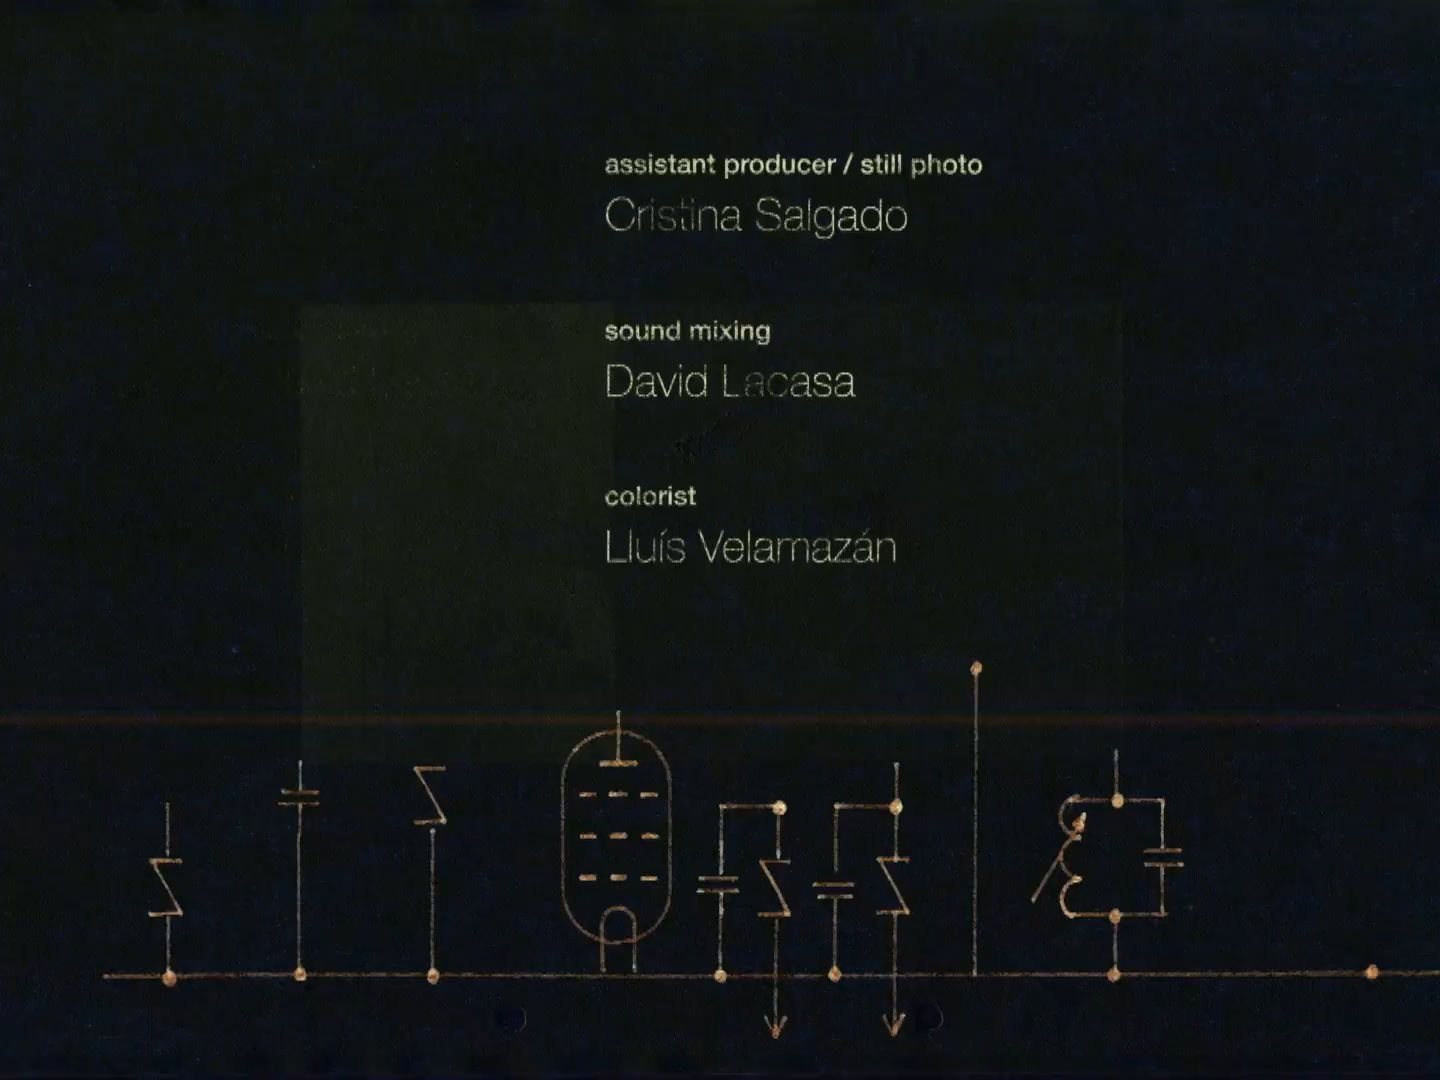 assistant producer / still photo
Cristina Salgado
sound mixing
David Lacasa
colorist
Lluís Velamazán